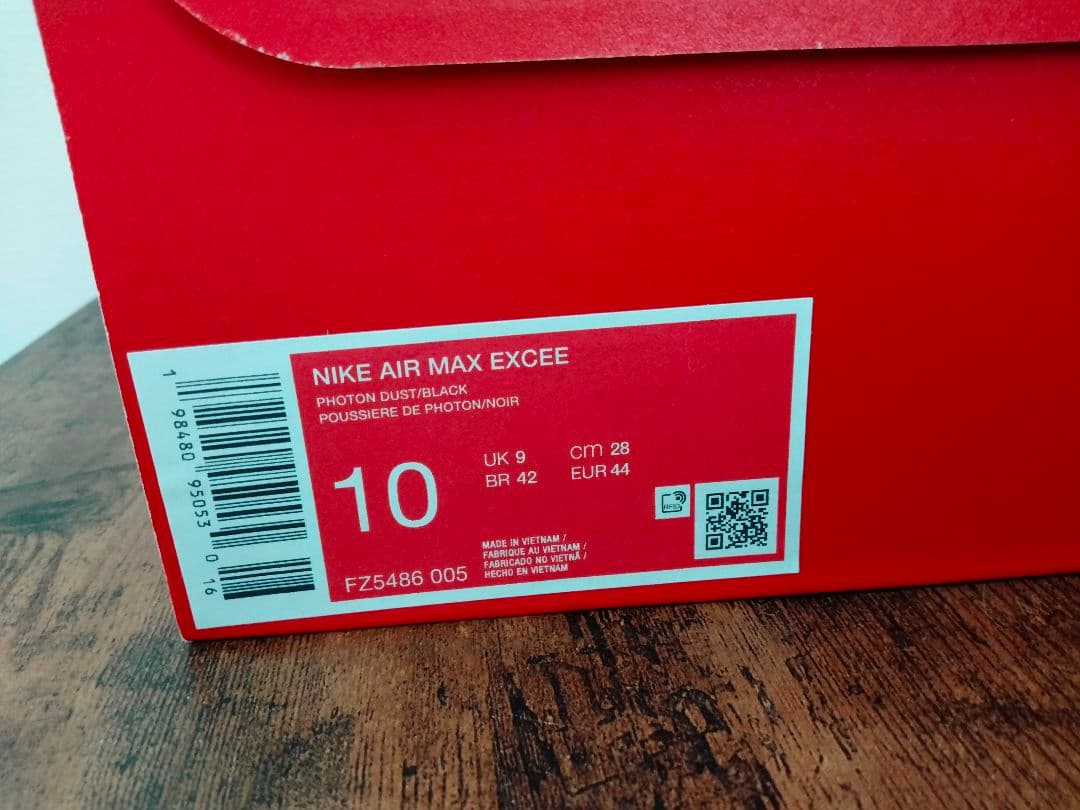 1 98480 95053 0 16
NIKE AIR MAX EXCEE
PHOTON DUST/BLACK
POUSSIERE DE PHOTON/NOIR
10
UK 9 cm 28
BR 42 EUR 44
RFID
MADE IN VIETNAM /
FABRIQUE AU VIETNAM /
FABRICADO NO VIETNÃ /
HECHO EN VIETNAM
FZ5486 005